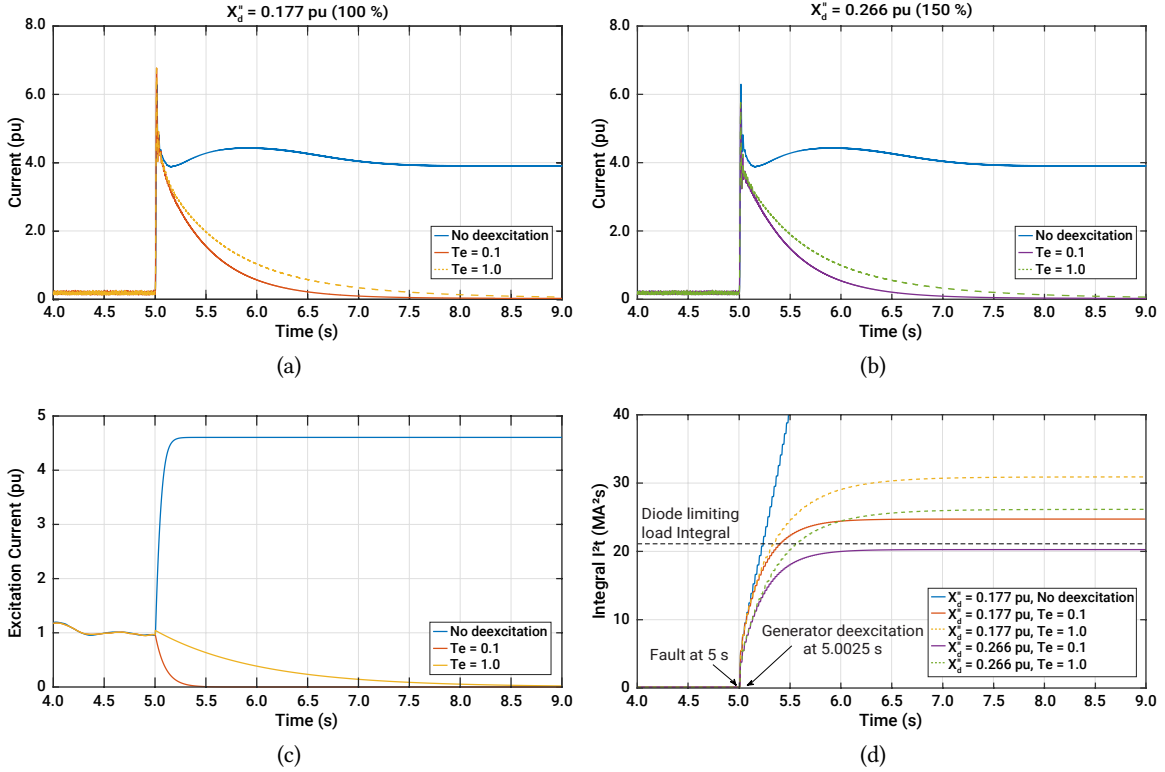 X"d = 0.177 pu (100 %)
8.0
6.0
4.0
2.0
0
Current (pu)
No deexcitation
Te = 0.1
Te = 1.0
4.0 4.5 5.0 5.5 6.0 6.5 7.0 7.5 8.0 8.5 9.0
Time (s)
(a)
X"d = 0.266 pu (150 %)
8.0
6.0
4.0
2.0
0
Current (pu)
No deexcitation
Te = 0.1
Te = 1.0
4.0 4.5 5.0 5.5 6.0 6.5 7.0 7.5 8.0 8.5 9.0
Time (s)
(b)
5
4
3
2
1
0
Excitation Current (pu)
No deexcitation
Te = 0.1
Te = 1.0
4.0 4.5 5.0 5.5 6.0 6.5 7.0 7.5 8.0 8.5 9.0
Time (s)
(c)
40
30
20
10
0
Integral I²t (MA²s)
Diode limiting
load Integral
Generator deexcitation
at 5.0025 s
Fault at 5 s
X"d = 0.177 pu, No deexcitation
X"d = 0.177 pu, Te = 0.1
X"d = 0.177 pu, Te = 1.0
X"d = 0.266 pu, Te = 0.1
X"d = 0.266 pu, Te = 1.0
4.0 4.5 5.0 5.5 6.0 6.5 7.0 7.5 8.0 8.5 9.0
Time (s)
(d)